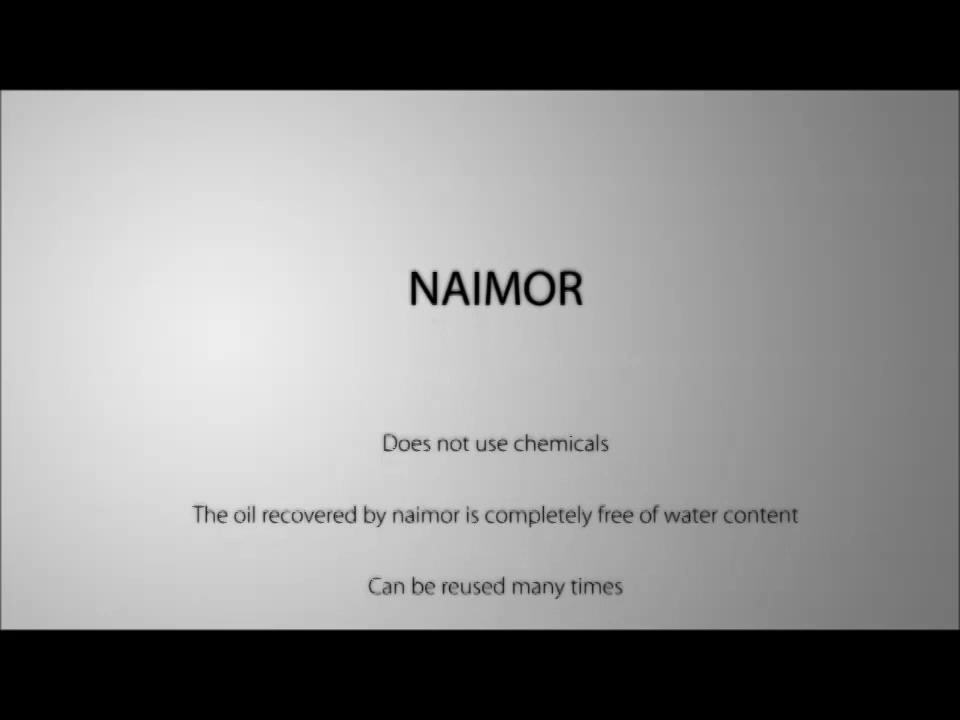 NAIMOR
Does not use chemicals
The oil recovered by naimor is completely free of water content
Can be reused many times